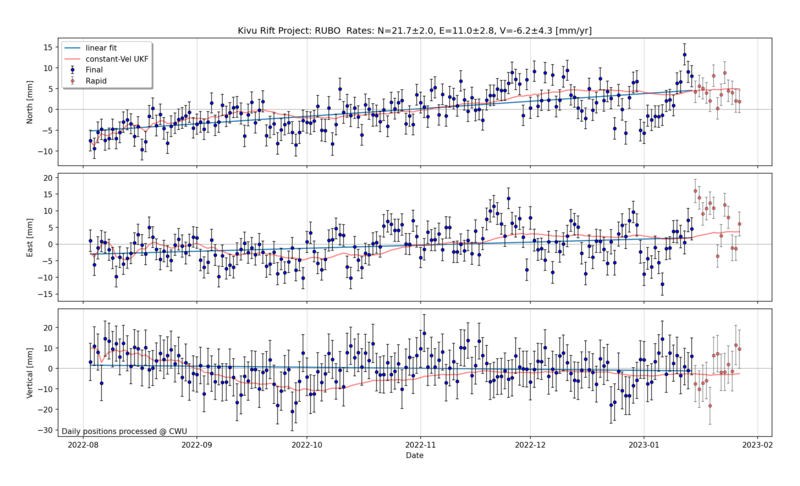 Kivu Rift Project: RUBO  Rates: N=21.7±2.0, E=11.0±2.8, V=-6.2±4.3 [mm/yr]
linear fit
constant-Vel UKF
Final
Rapid
North [mm]
15
10
5
0
−5
−10
East [mm]
20
15
10
5
0
−5
−10
−15
Vertical [mm]
20
10
0
−10
−20
−30
Daily positions processed @ CWU
2022-08
2022-09
2022-10
2022-11
2022-12
2023-01
2023-02
Date